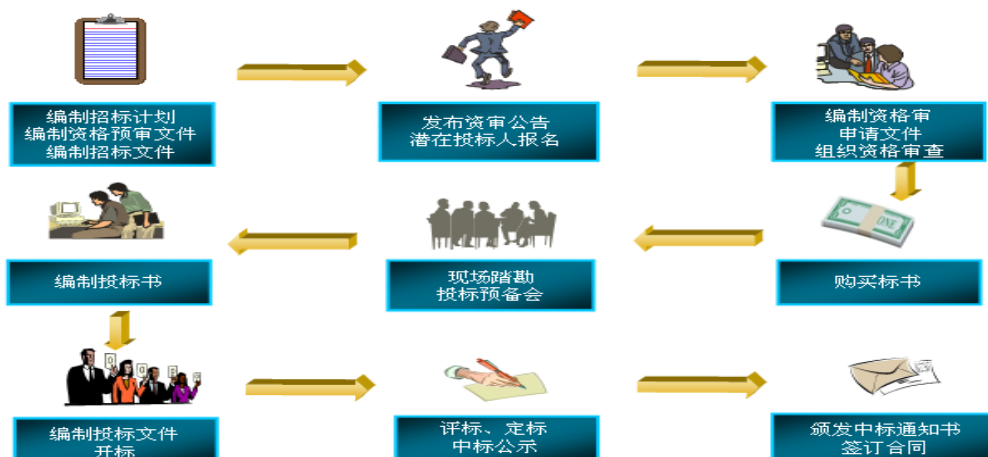 编制招标计划
编制资格预审文件
编制招标文件
发布资审公告
潜在投标人报名
编制资格审
申请文件
组织资格审查
购买标书
现场踏勘
投标预备会
编制投标书
编制投标文件
开标
评标、定标
中标公示
颁发中标通知书
签订合同